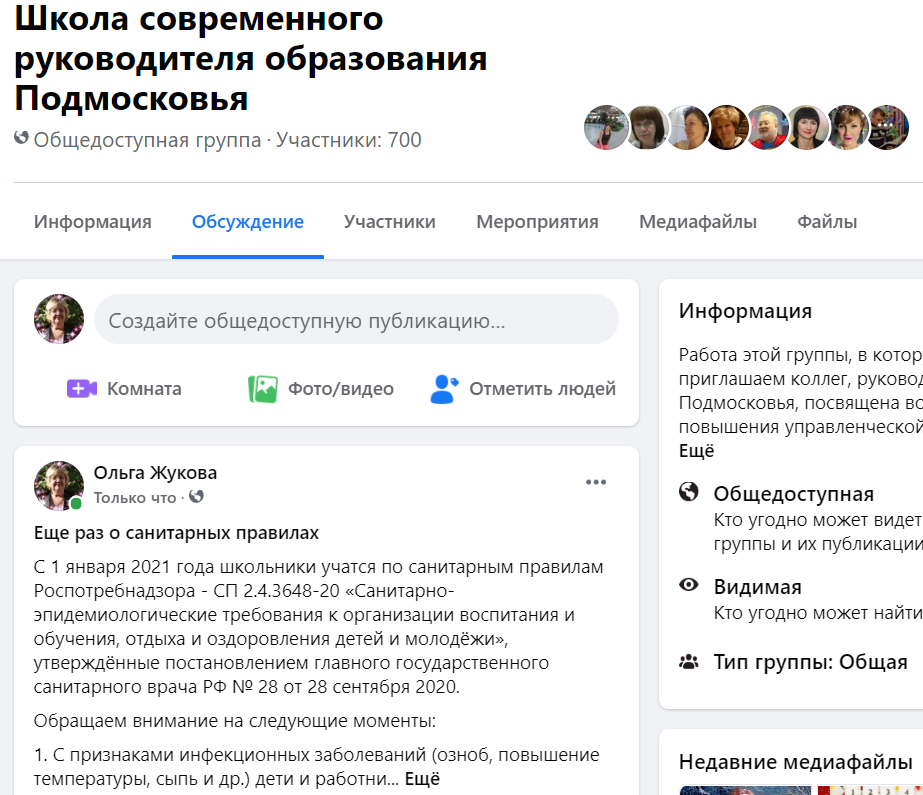 Школа современного
руководителя образования
Подмосковья
Общедоступная группа · Участники: 700
Информация
Обсуждение
Участники
Мероприятия
Медиафайлы
Файлы
Создайте общедоступную публикацию...
Комната
Фото/видео
Отметить людей
Ольга Жукова
Только что ·
Еще раз о санитарных правилах
С 1 января 2021 года школьники учатся по санитарным правилам
Роспотребнадзора - СП 2.4.3648-20 «Санитарно-
эпидемиологические требования к организации воспитания и
обучения, отдыха и оздоровления детей и молодёжи»,
утверждённые постановлением главного государственного
санитарного врача РФ № 28 от 28 сентября 2020.
Обращаем внимание на следующие моменты:
1. С признаками инфекционных заболеваний (озноб, повышение
температуры, сыпь и др.) дети и работни... Ещё
Информация
Работа этой группы, в котор
приглашаем коллег, руковод
Подмосковья, посвящена во
повышения управленческой
Ещё
Общедоступная
Кто угодно может видет
группы и их публикации
Видимая
Кто угодно может найти
Тип группы: Общая
Недавние медиафайлы